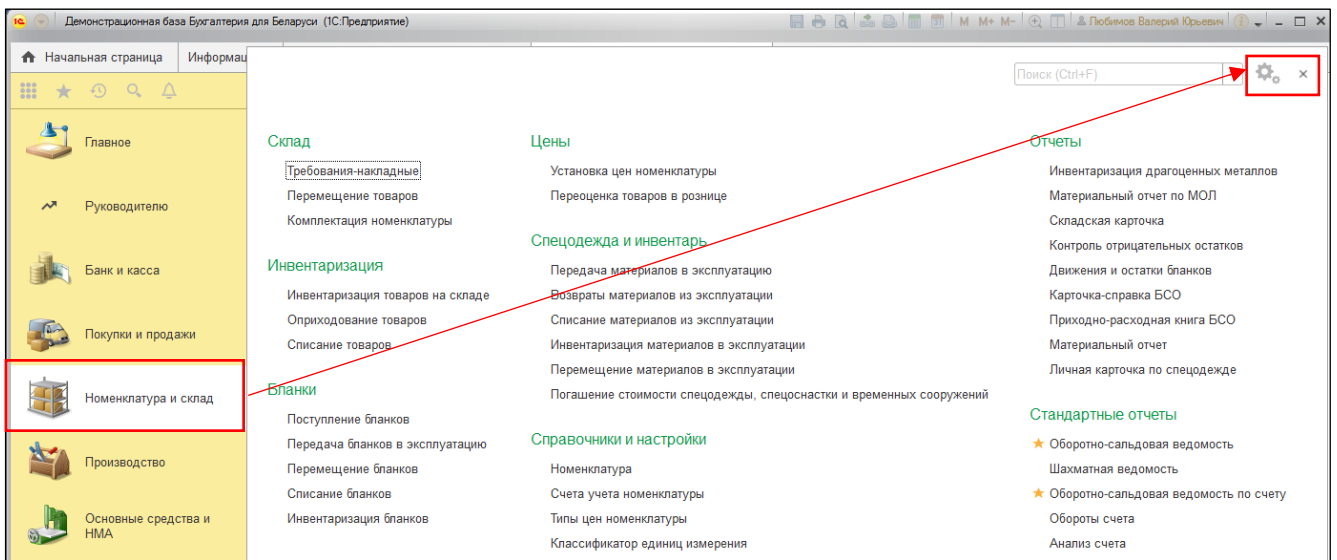 Демонстрационная база Бухгалтерия для Беларуси (1С:Предприятие)
M M+ M-
Любимов Валерий Юрьевич
Начальная страница
Информац
Поиск (Ctrl+F)
Главное
Руководителю
Банк и касса
Покупки и продажи
Номенклатура и склад
Производство
Основные средства и
НМА
Склад
Требования-накладные
Перемещение товаров
Комплектация номенклатуры
Инвентаризация
Инвентаризация товаров на складе
Оприходование товаров
Списание товаров
Бланки
Поступление бланков
Передача бланков в эксплуатацию
Перемещение бланков
Списание бланков
Инвентаризация бланков
Цены
Установка цен номенклатуры
Переоценка товаров в рознице
Спецодежда и инвентарь
Передача материалов в эксплуатацию
Возвраты материалов из эксплуатации
Списание материалов из эксплуатации
Инвентаризация материалов в эксплуатации
Перемещение материалов в эксплуатации
Погашение стоимости спецодежды, спецоснастки и временных сооружений
Справочники и настройки
Номенклатура
Счета учета номенклатуры
Типы цен номенклатуры
Классификатор единиц измерения
Отчеты
Инвентаризация драгоценных металлов
Материальный отчет по МОЛ
Складская карточка
Контроль отрицательных остатков
Движения и остатки бланков
Карточка-справка БСО
Приходно-расходная книга БСО
Материальный отчет
Личная карточка по спецодежде
Стандартные отчеты
Оборотно-сальдовая ведомость
Шахматная ведомость
Оборотно-сальдовая ведомость по счету
Обороты счета
Анализ счета